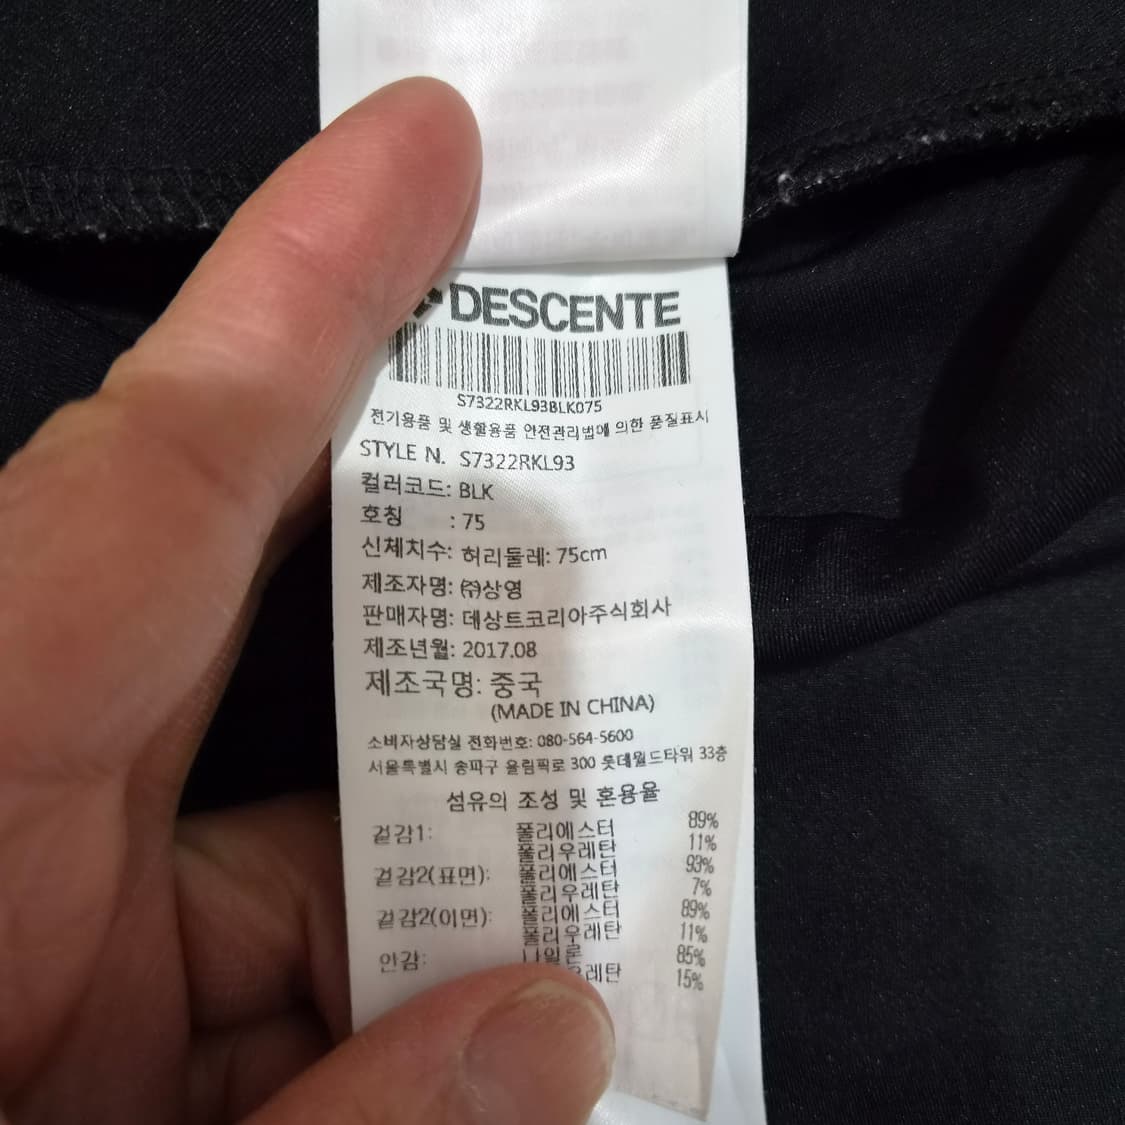 DESCENTE
S7322RKL93BLK075
전기용품 및 생활용품 안전관리법에 의한 품질표시
STYLE N. S7322RKL93
컬러코드: BLK
호칭 : 75
신체치수: 허리둘레: 75cm
제조자명: ㈜상영
판매자명: 데상트코리아주식회사
제조년월: 2017.08
제조국명: 중국
(MADE IN CHINA)
소비자상담실 전화번호: 080-564-5600
서울특별시 송파구 올림픽로 300 롯데월드타워 33층
섬유의 조성 및 혼용율
겉감1: 폴리에스터 89%
폴리우레탄 11%
겉감2(표면): 폴리에스터 93%
폴리우레탄 7%
겉감2(이면): 폴리에스터 89%
폴리우레탄 11%
안감: 나일론 85%
레탄 15%